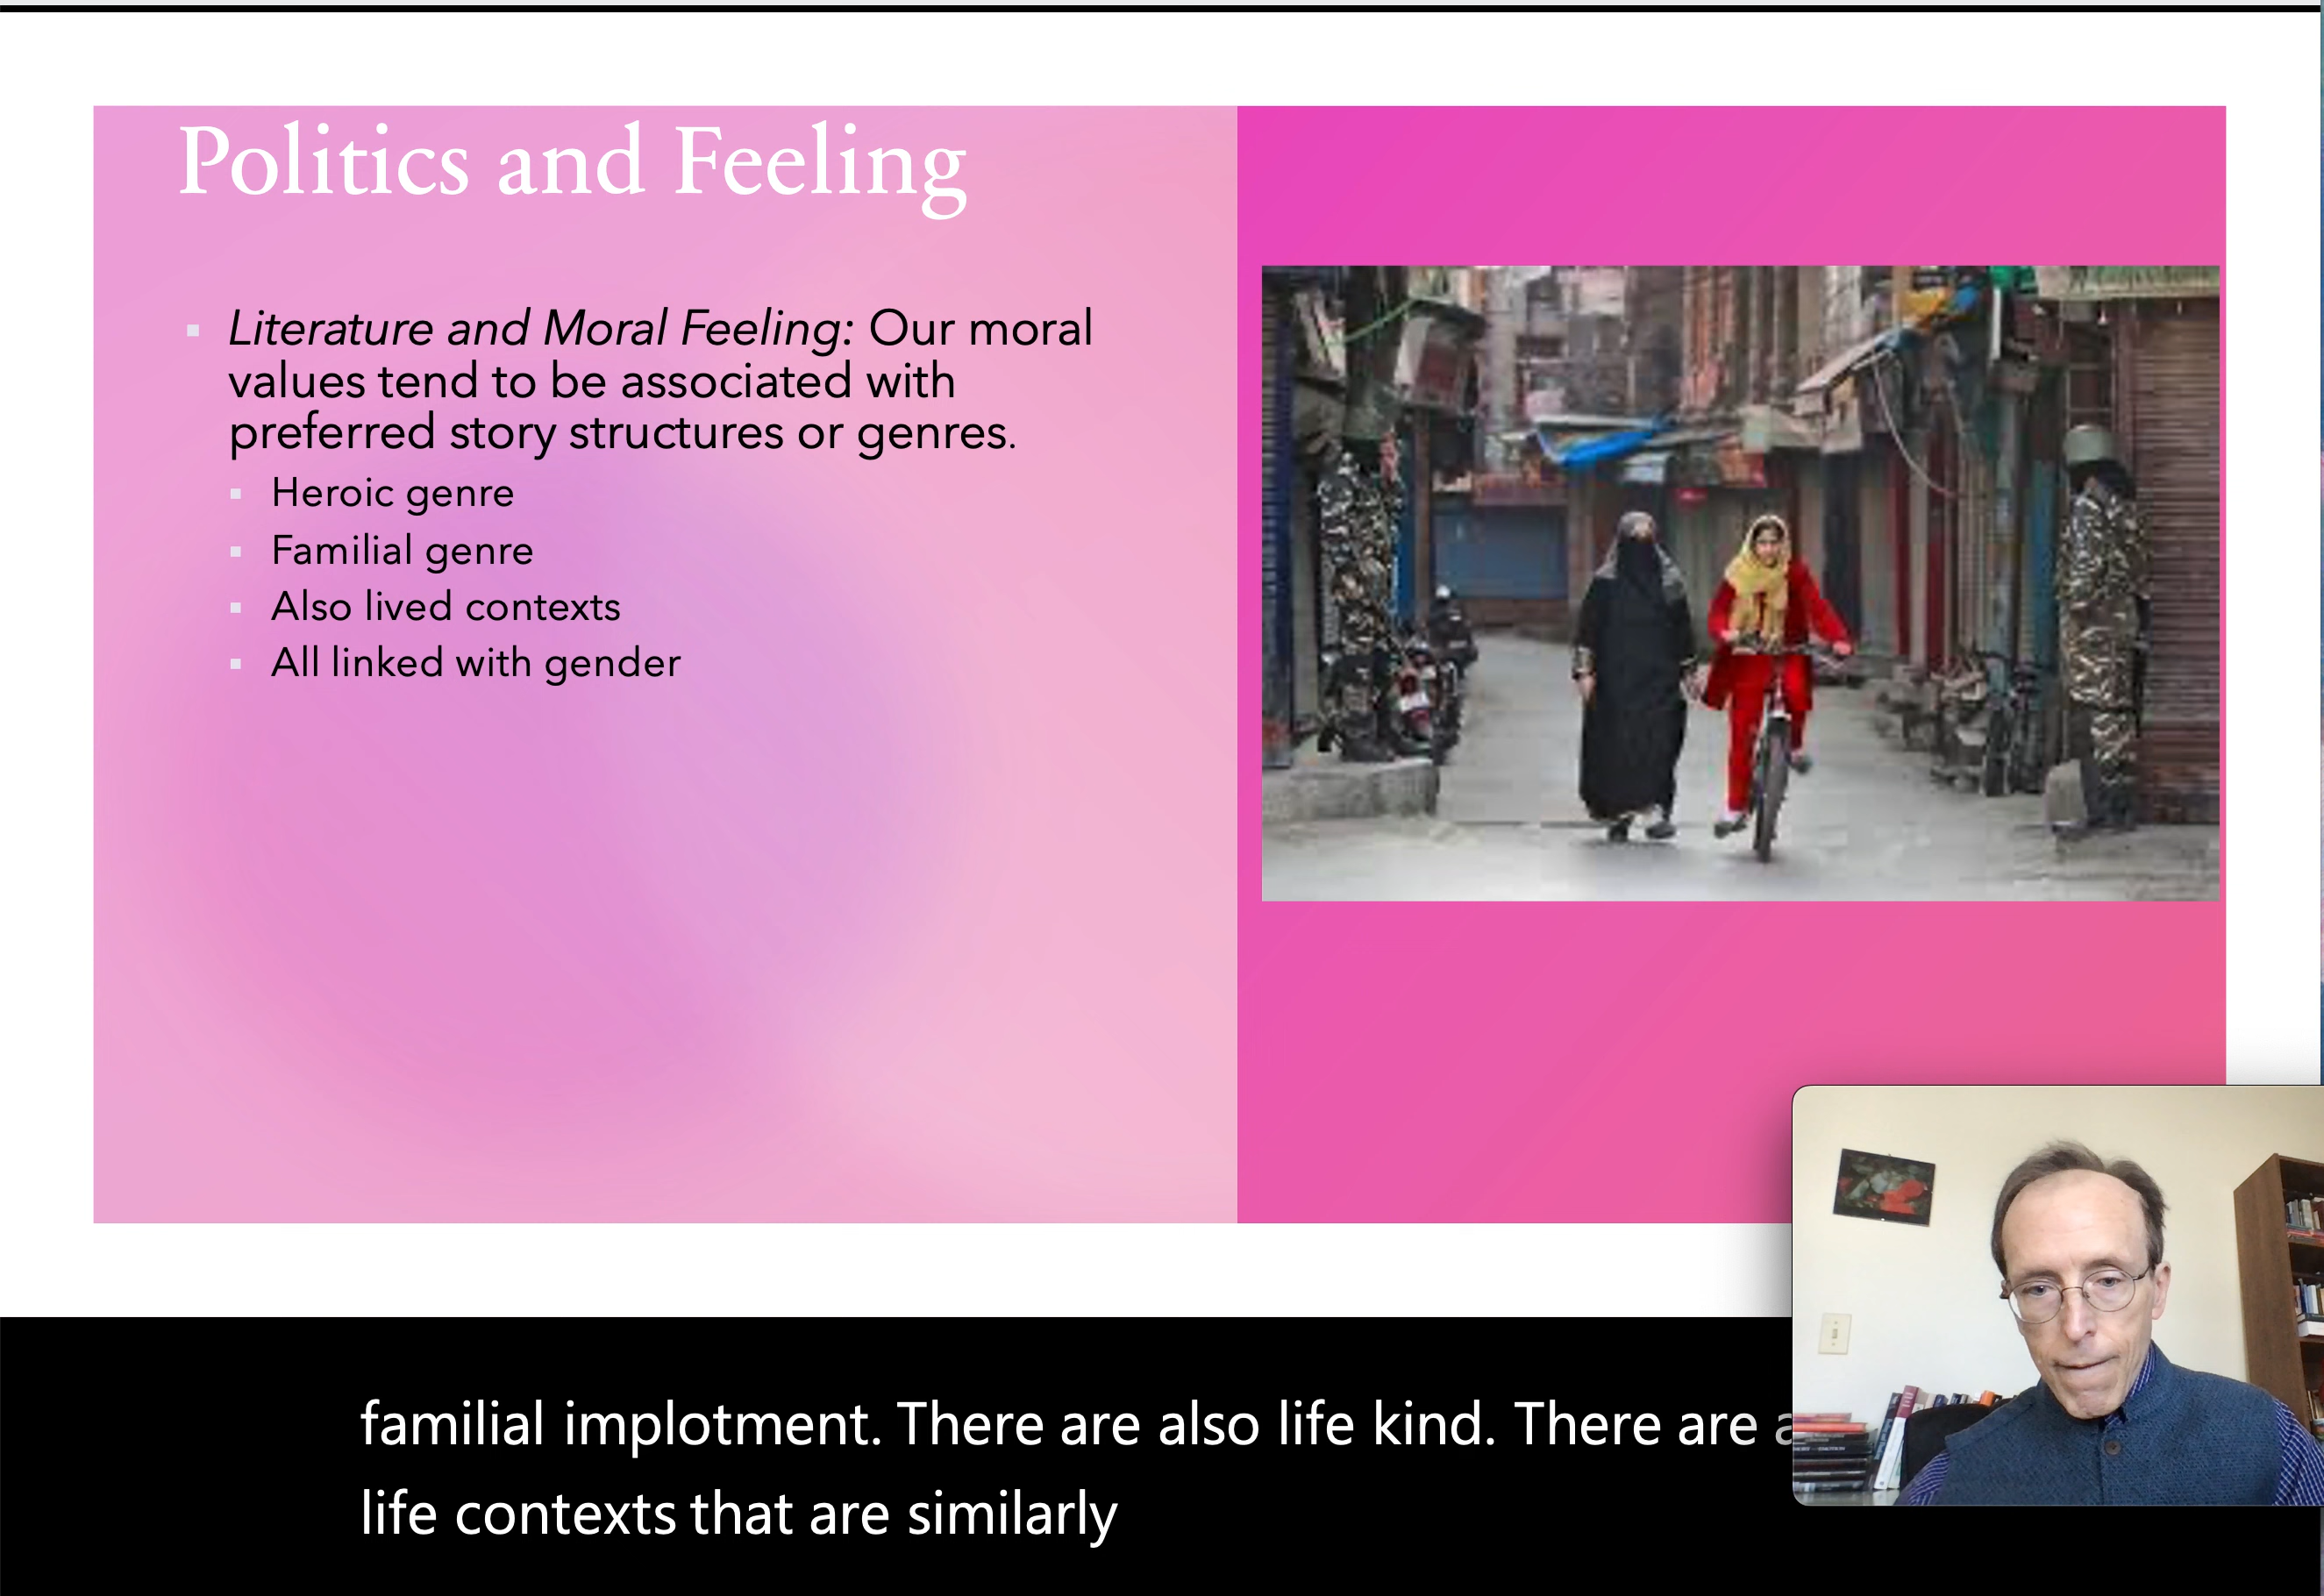 Politics and Feeling
Literature and Moral Feeling: Our moral
values tend to be associated with
preferred story structures or genres.
Heroic genre
Familial genre
Also lived contexts
All linked with gender
familial implotment. There are also life kind. There are a
life contexts that are similarly